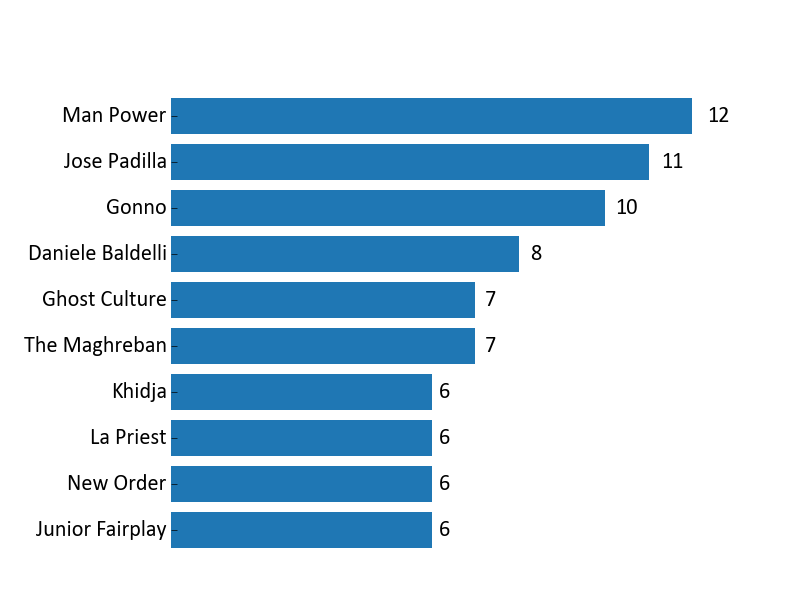 Man Power 12
Jose Padilla 11
Gonno 10
Daniele Baldelli 8
Ghost Culture 7
The Maghreban 7
Khidja 6
La Priest 6
New Order 6
Junior Fairplay 6